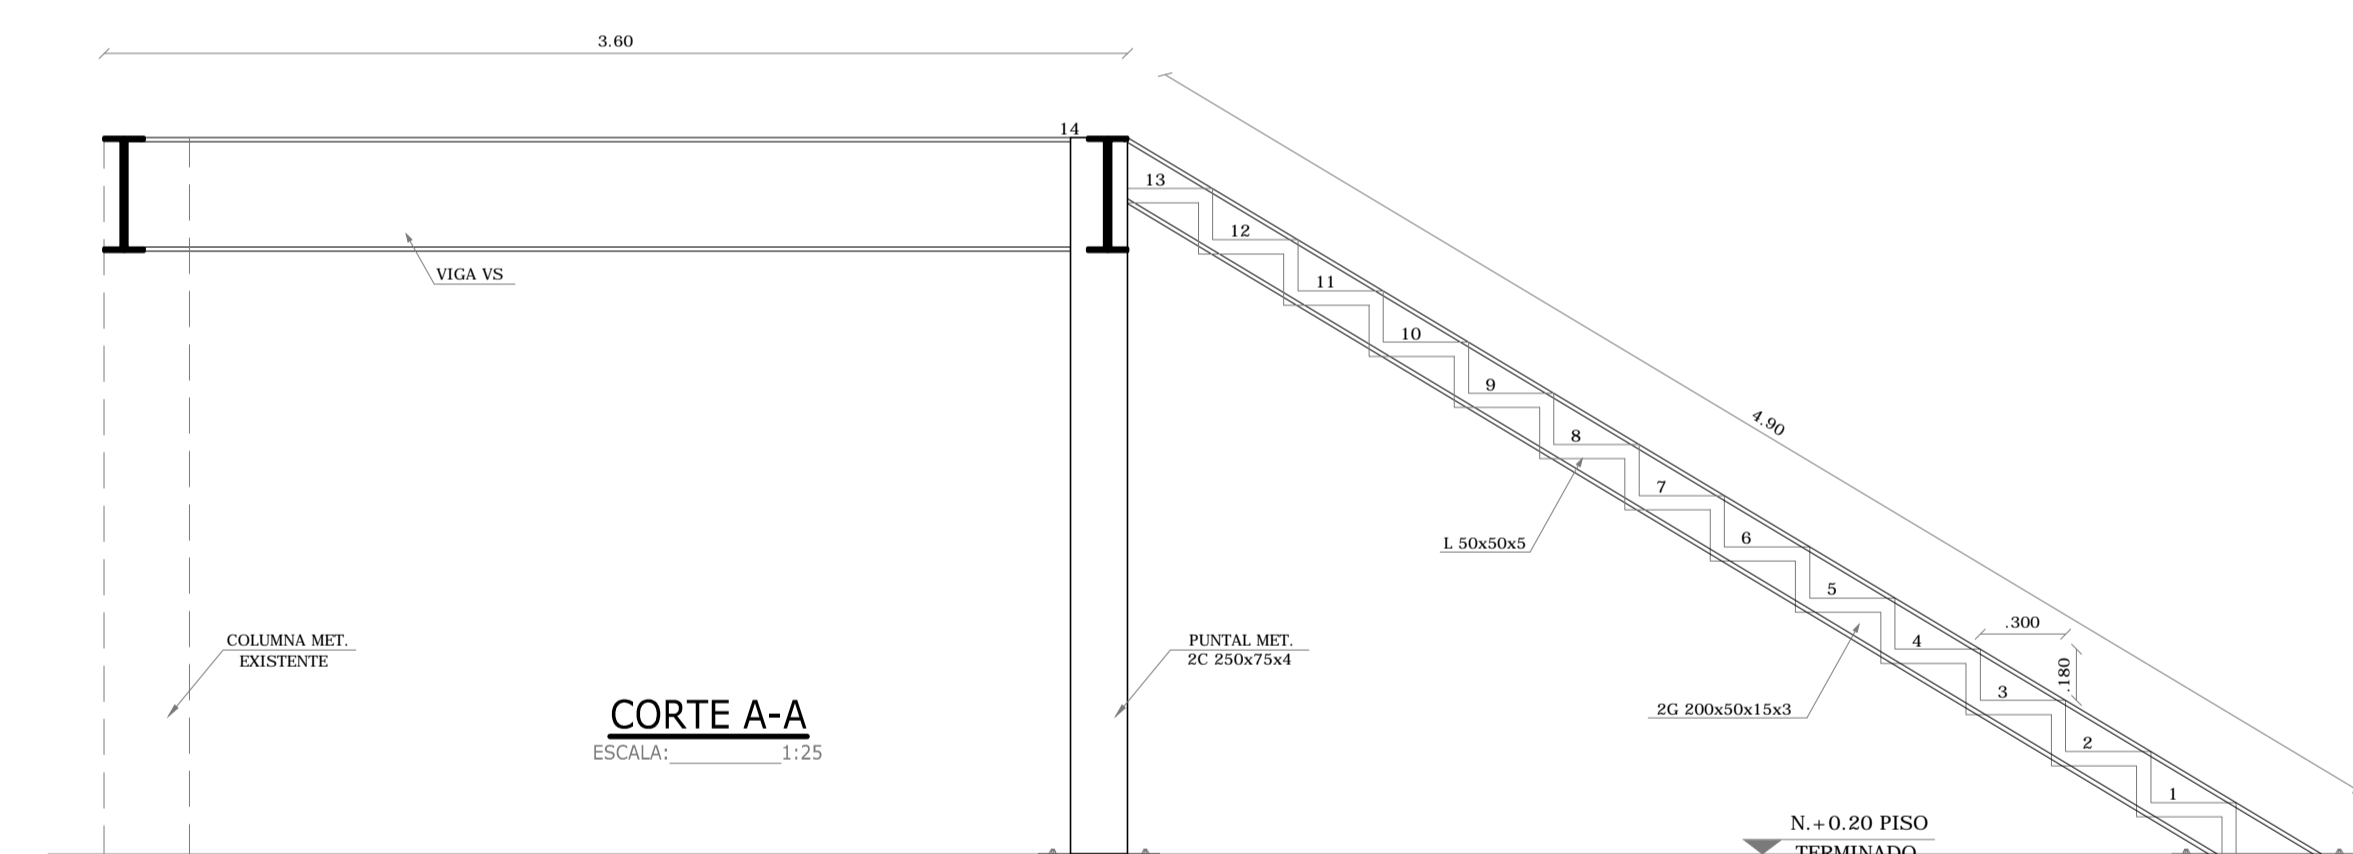 3.60
14
13
12
VIGA VS
11
10
9
4.90
8
7
L 50x50x5
6
5
.300
COLUMNA MET.
EXISTENTE
PUNTAL MET.
2C 250x75x4
4
.180
3
2G 200x50x15x3
CORTE A-A
ESCALA:____________1:25
2
1
N.+0.20 PISO
TERMINADO